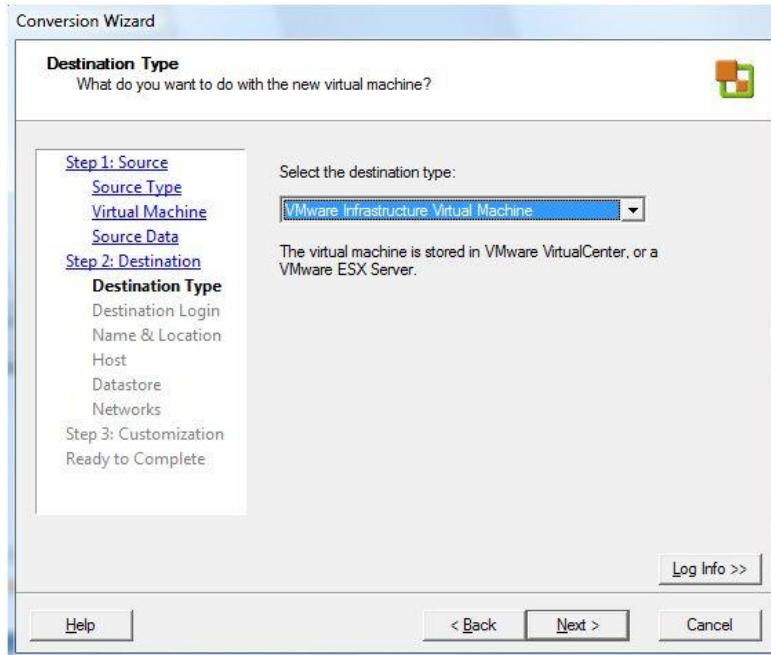 Conversion Wizard
Destination Type
What do you want to do with the new virtual machine?
Step 1: Source
Source Type
Virtual Machine
Source Data
Step 2: Destination
Destination Type
Destination Login
Name & Location
Host
Datastore
Networks
Step 3: Customization
Ready to Complete
Select the destination type:
VMware Infrastructure Virtual Machine
The virtual machine is stored in VMware VirtualCenter, or a
VMware ESX Server.
Log Info >>
Help
< Back
Next >
Cancel